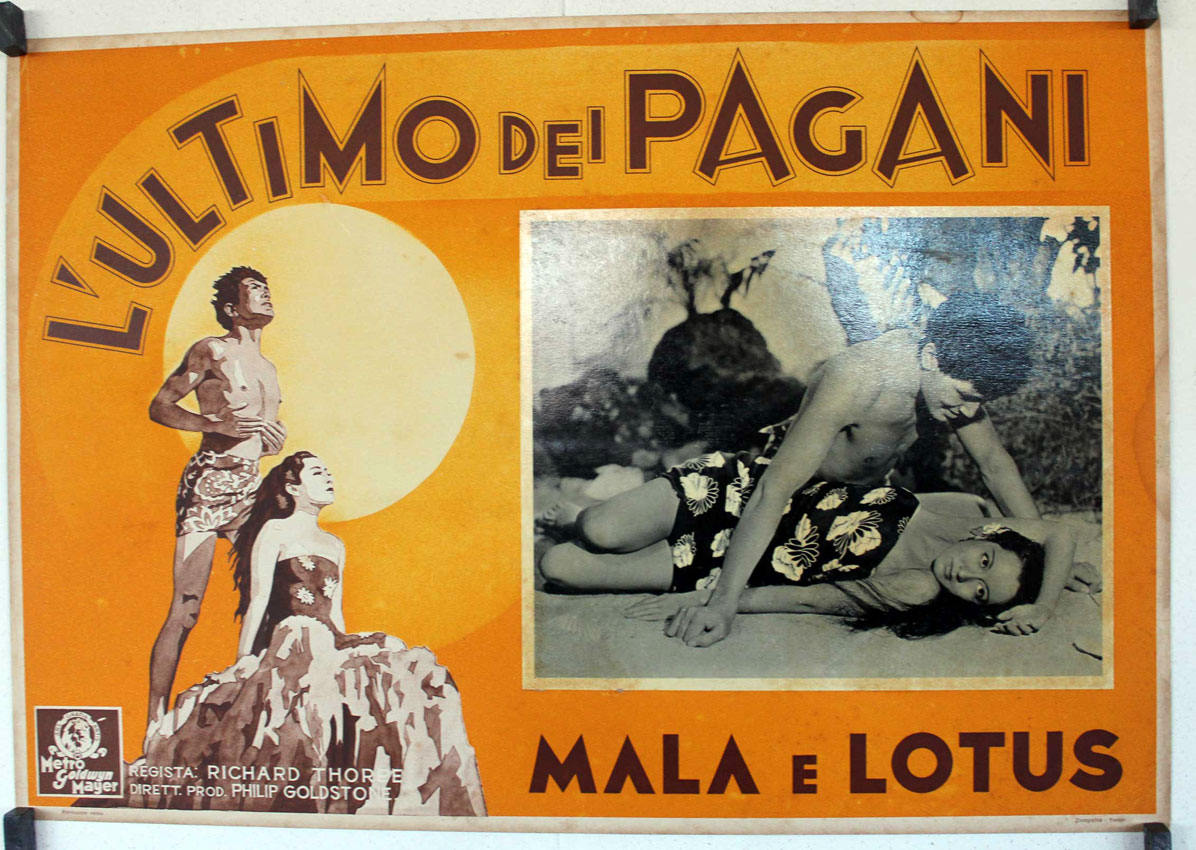 L'ULTIMO DEI PAGANI
MALA E LOTUS
Metro
Goldwyn
Mayer
REGISTA: RICHARD THORPE
DIRETT. PROD. PHILIP GOLDSTONE